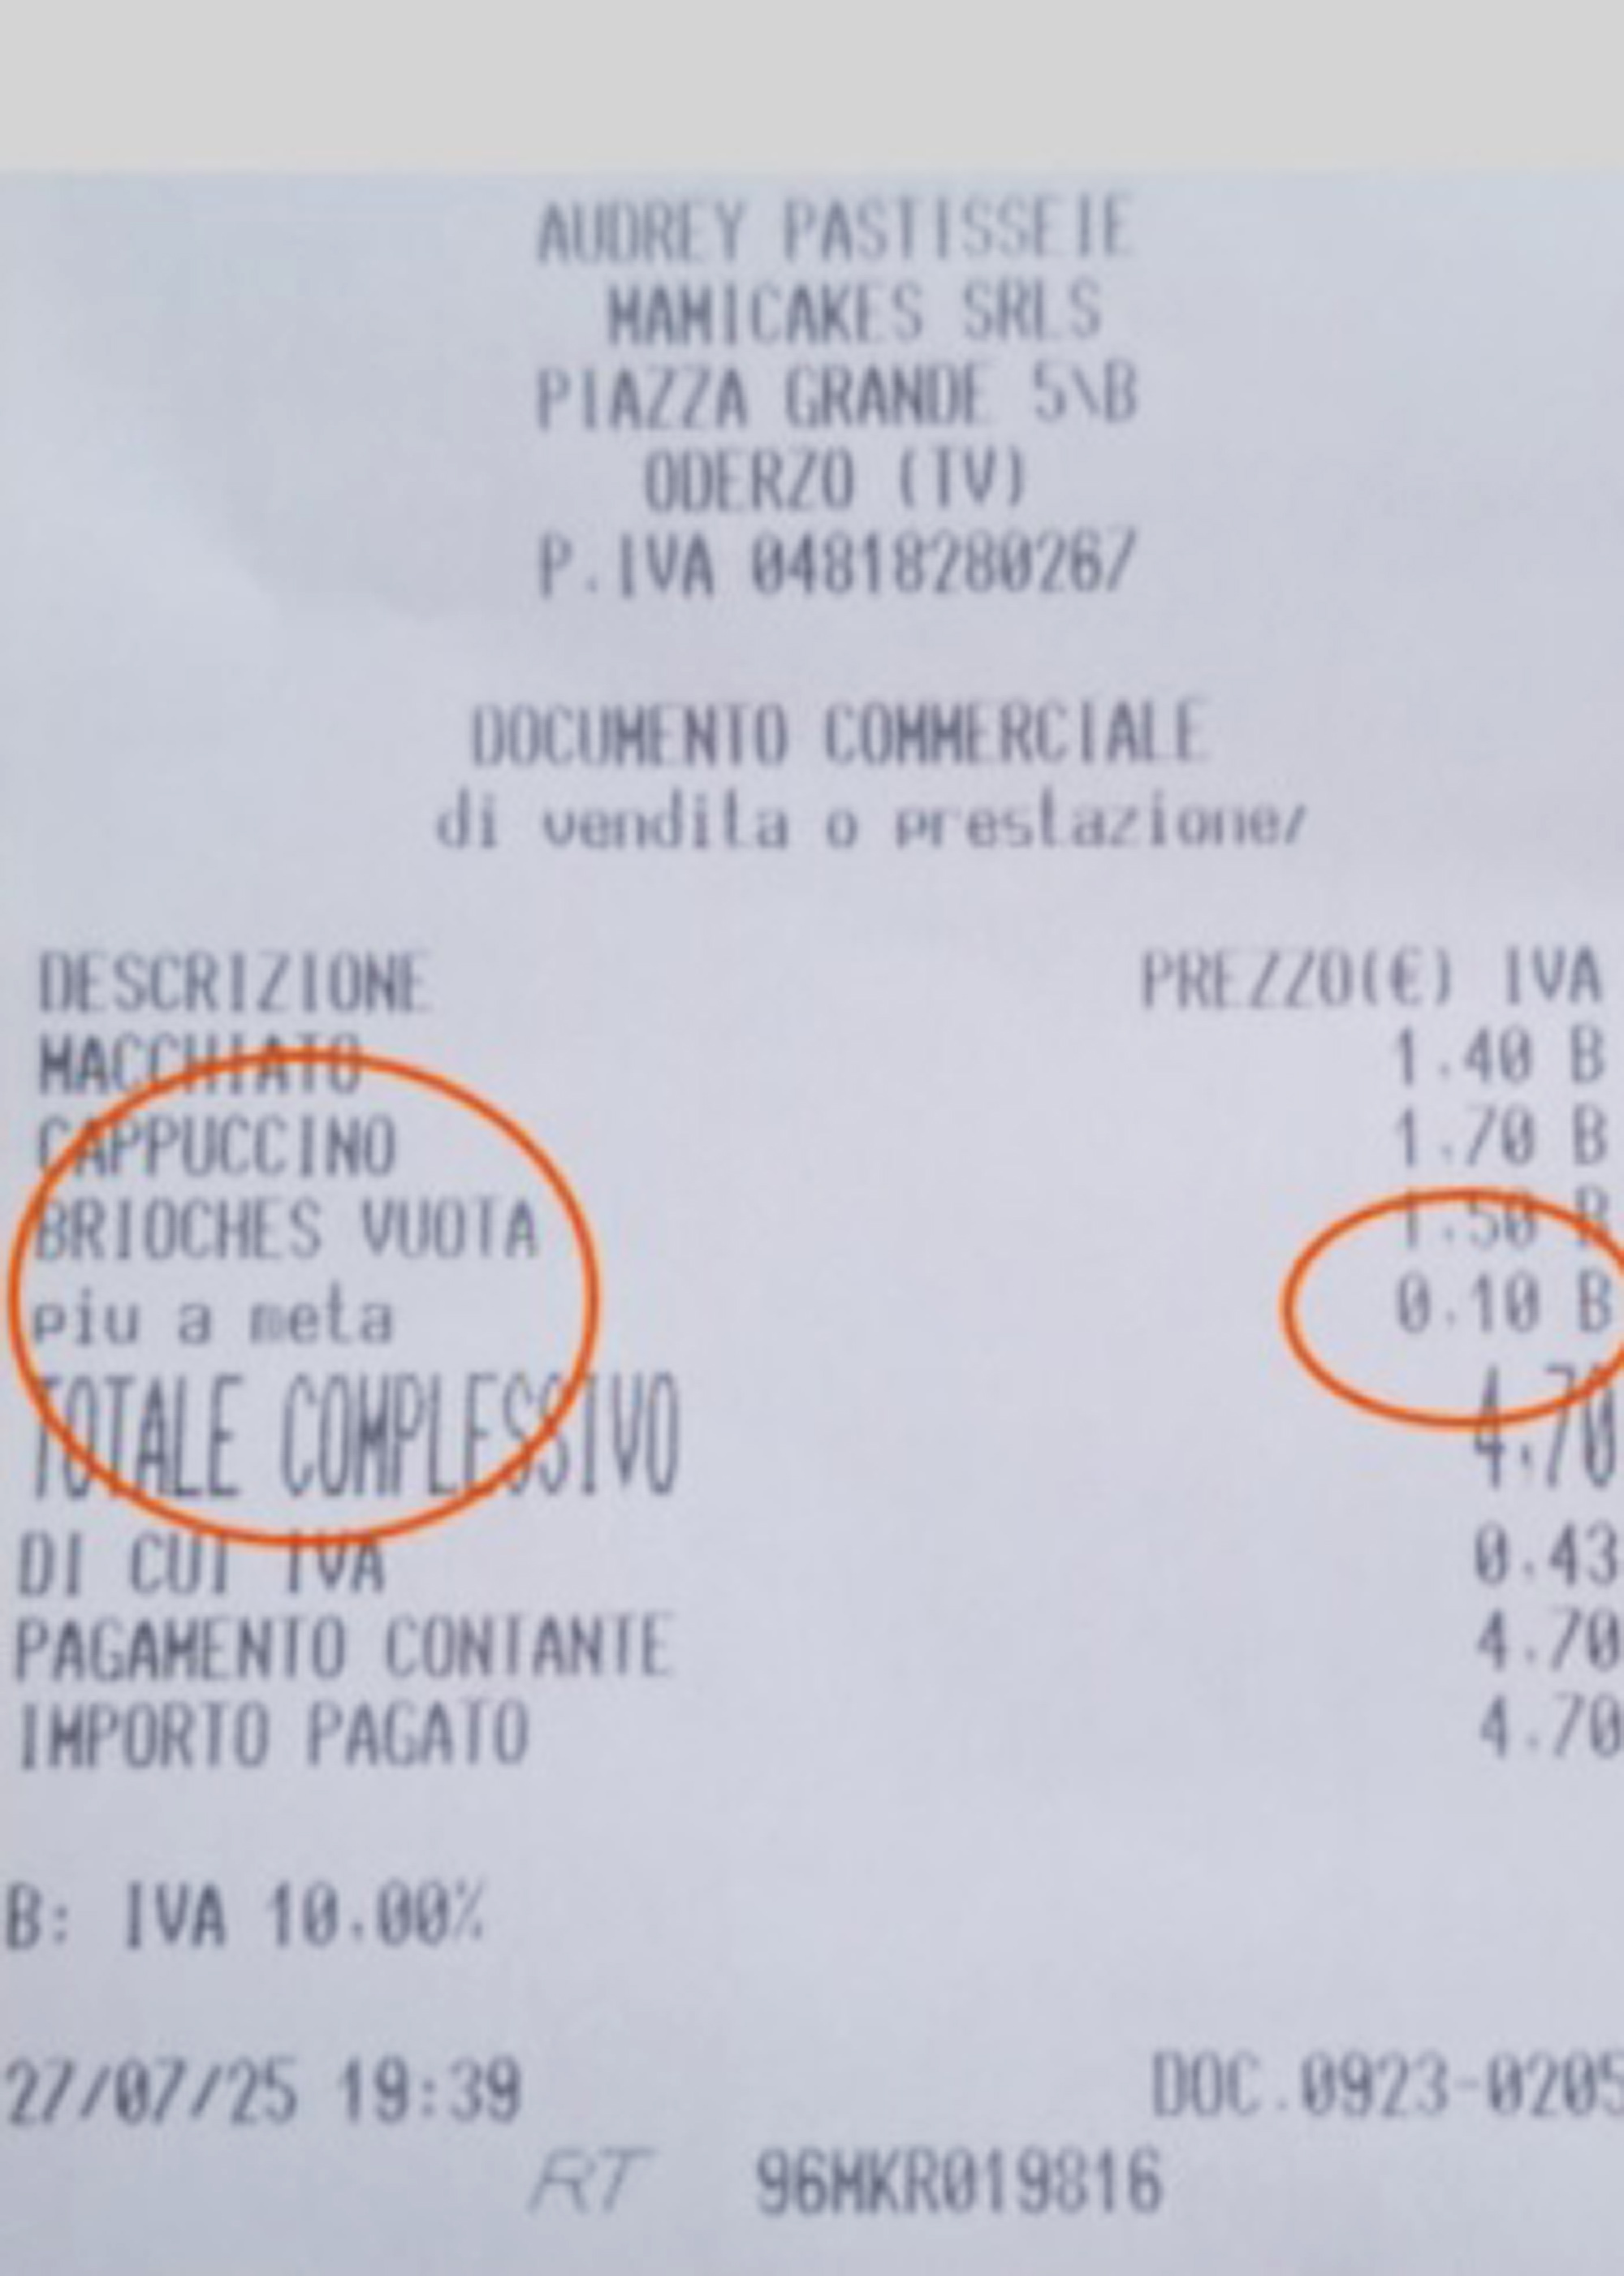 AUDREY PASTISSEIE
MAMICAKES SRLS
PIAZZA GRANDE 5\B
ODERZO (TV)
P.IVA 04818280267
DOCUMENTO COMMERCIALE
di vendita o prestazione/
DESCRIZIONE PREZZO(€) IVA
MACCHIATO 1.40 B
CAPPUCCINO 1.70 B
BRIOCHES VUOTA 1.50 B
piu a meta 0.10 B
TOTALE COMPLESSIVO 4.70
DI CUI IVA 0.43
PAGAMENTO CONTANTE 4.70
IMPORTO PAGATO 4.70
B: IVA 10.00%
27/07/25 19:39 DOC.0923-0205
RT 96MKR019816